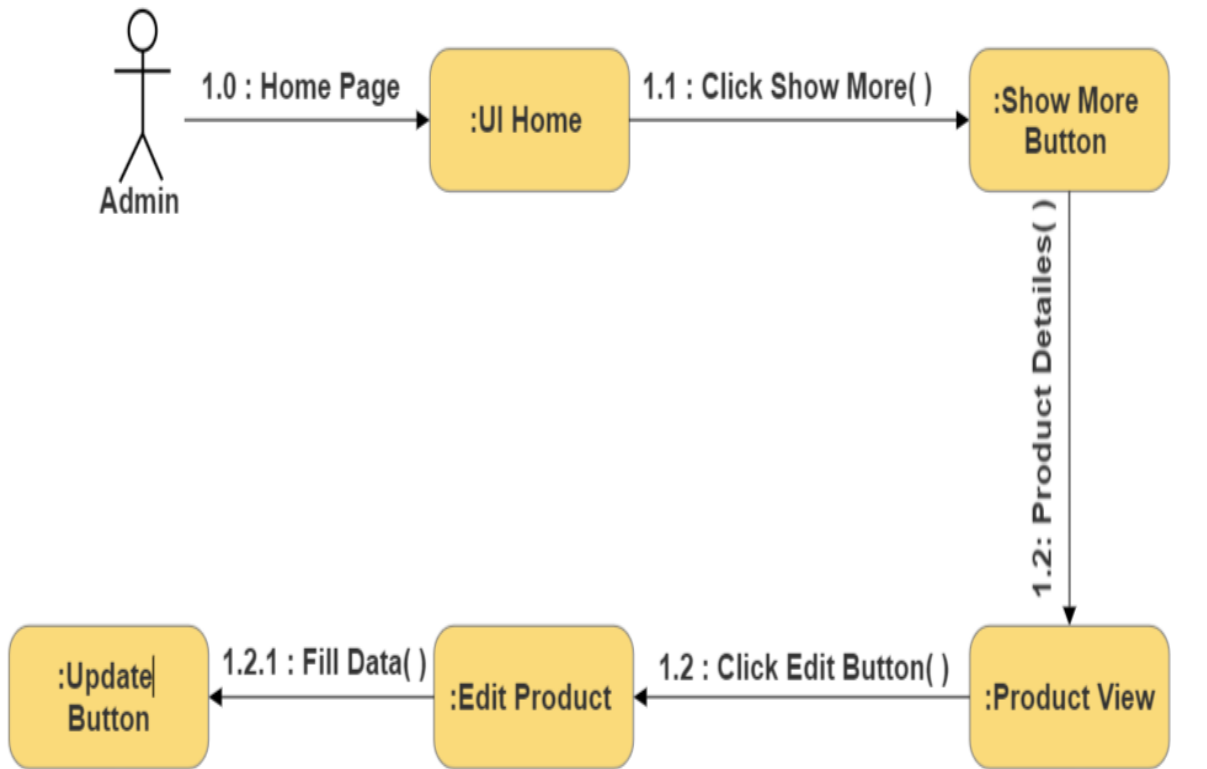 1.0 : Home Page
:UI Home
1.1 : Click Show More( )
:Show More
Button
Admin
1.2: Product Detailes( )
:Product View
1.2 : Click Edit Button( )
:Edit Product
1.2.1 : Fill Data( )
:Update
Button